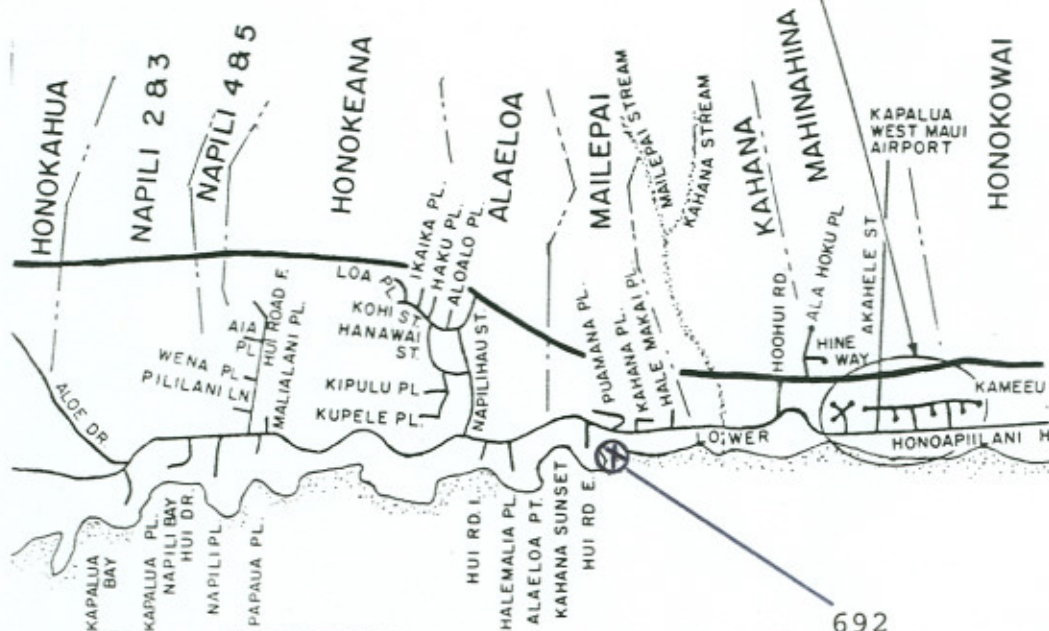 HONOKAHUA
NAPILI 2 & 3
NAPILI 4 & 5
HONOKEANA
ALAELOA
MAILEPAI
MAILEPAI STREAM
KAHANA STREAM
KAHANA
MAHINAHINA
KAPALUA
WEST MAUI
AIRPORT
HONOKOWAI
LOA PL.
IKAIKA PL.
HAKU PL.
ALOALO PL.
KOHI ST.
HANAWAI
ST.
AIA
PL.
HUI ROAD F.
MALIALANI PL.
WENA PL.
PILILANI LN
KIPULU PL.
KUPELE PL.
NAPILIHAU ST.
PUAMANA PL.
KAHANA PL.
HALE MAKAI PL.
HOOHUI RD
ALA HOKU PL.
AKAHELE ST
HINE
WAY
KAMEEU
ALOE DR.
LOWER
HONOAPIILANI H
KAPALUA
BAY
KAPALUA PL.
NAPILI BAY
HUI DR.
NAPILI PL.
PAPAUA PL.
HUI RD. I.
HALEMALIA PL.
ALAELOA PT.
KAHANA SUNSET
HUI RD E.
692